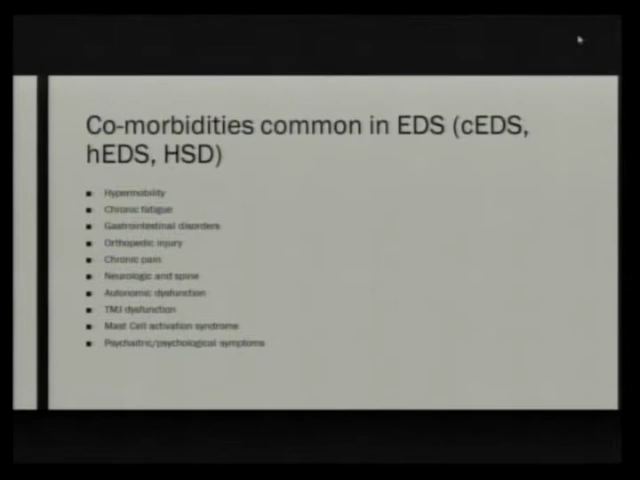 Co-morbidities common in EDS (cEDS,
hEDS, HSD)
Hypermobility
Chronic fatigue
Gastrointestinal disorders
Orthopedic injury
Chronic pain
Neurologic and spine
Autonomic dysfunction
TMJ dysfunction
Mast Cell activation syndrome
Psychaitric/psychological symptoms